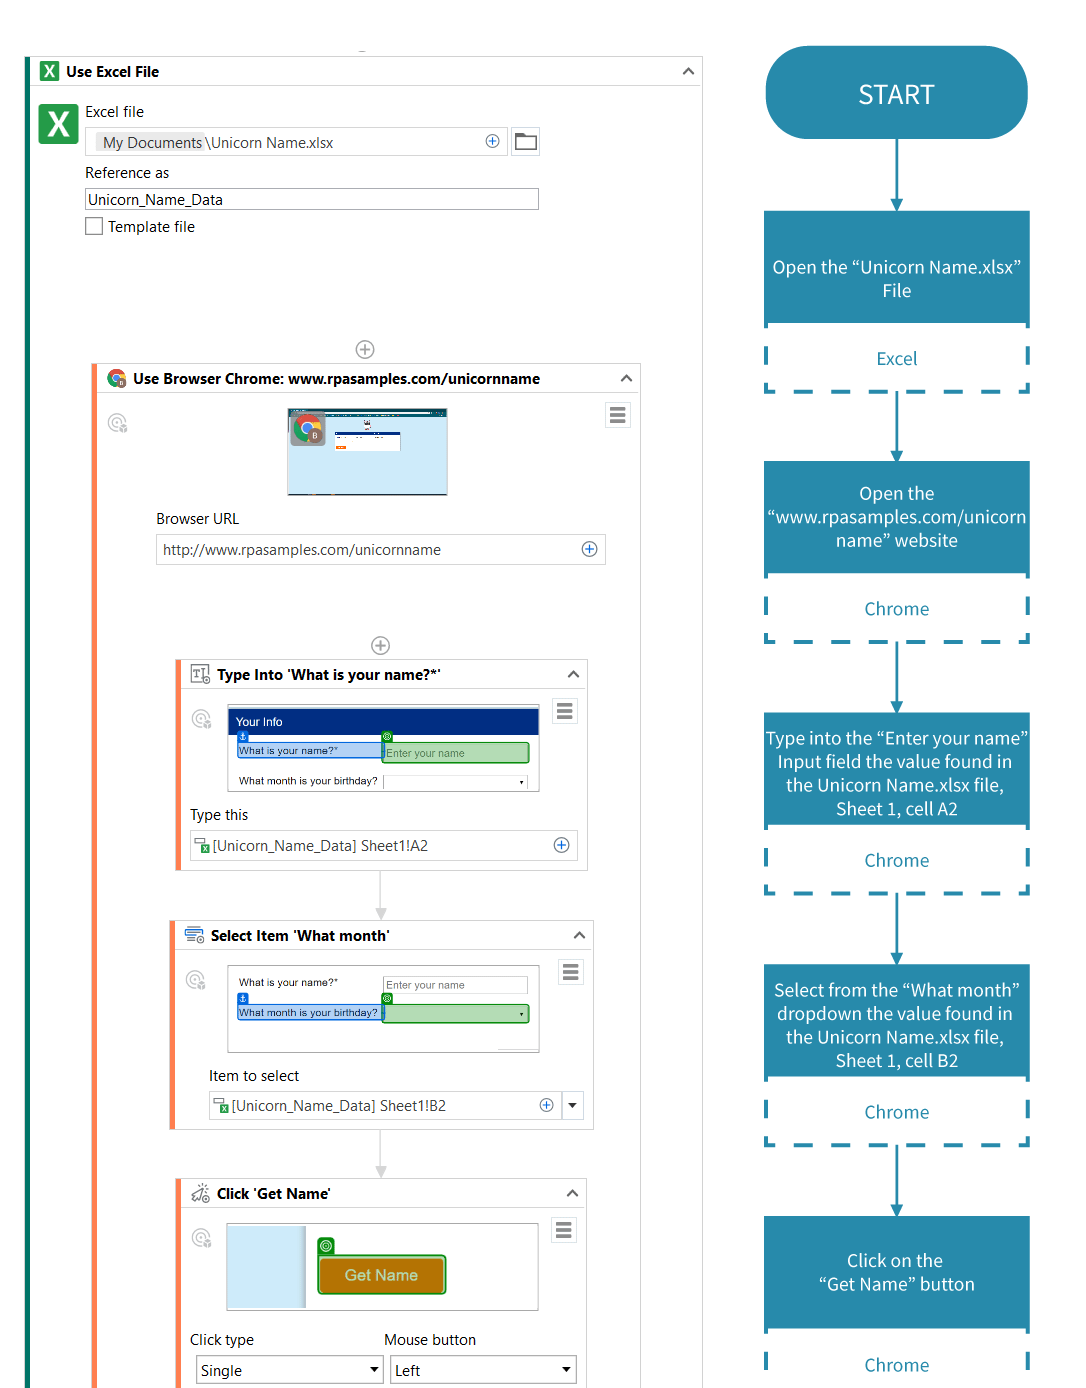 Use Excel File
Excel file
My Documents\Unicorn Name.xlsx
Reference as
Unicorn_Name_Data
Template file
Use Browser Chrome: www.rpasamples.com/unicornname
Browser URL
http://www.rpasamples.com/unicornname
Type Into 'What is your name?*'
Your Info
What is your name?*
Enter your name
What month is your birthday?
Type this
[Unicorn_Name_Data] Sheet1!A2
Select Item 'What month'
What is your name?*
Enter your name
What month is your birthday?
Item to select
[Unicorn_Name_Data] Sheet1!B2
Click 'Get Name'
Get Name
Click type
Mouse button
Single
Left
START
Open the “Unicorn Name.xlsx”
File
Excel
Open the
“www.rpasamples.com/unicorn
name” website
Chrome
Type into the “Enter your name”
Input field the value found in
the Unicorn Name.xlsx file,
Sheet 1, cell A2
Chrome
Select from the “What month”
dropdown the value found in
the Unicorn Name.xlsx file,
Sheet 1, cell B2
Chrome
Click on the
“Get Name” button
Chrome